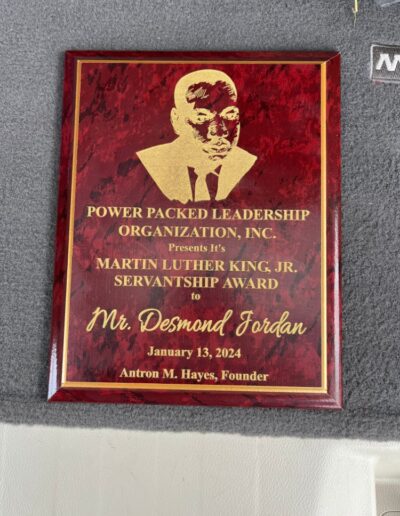 POWER PACKED LEADERSHIP
ORGANIZATION, INC.
Presents It's
MARTIN LUTHER KING, JR.
SERVANTSHIP AWARD
to
Mr. Desmond Jordan
January 13, 2024
Antron M. Hayes, Founder